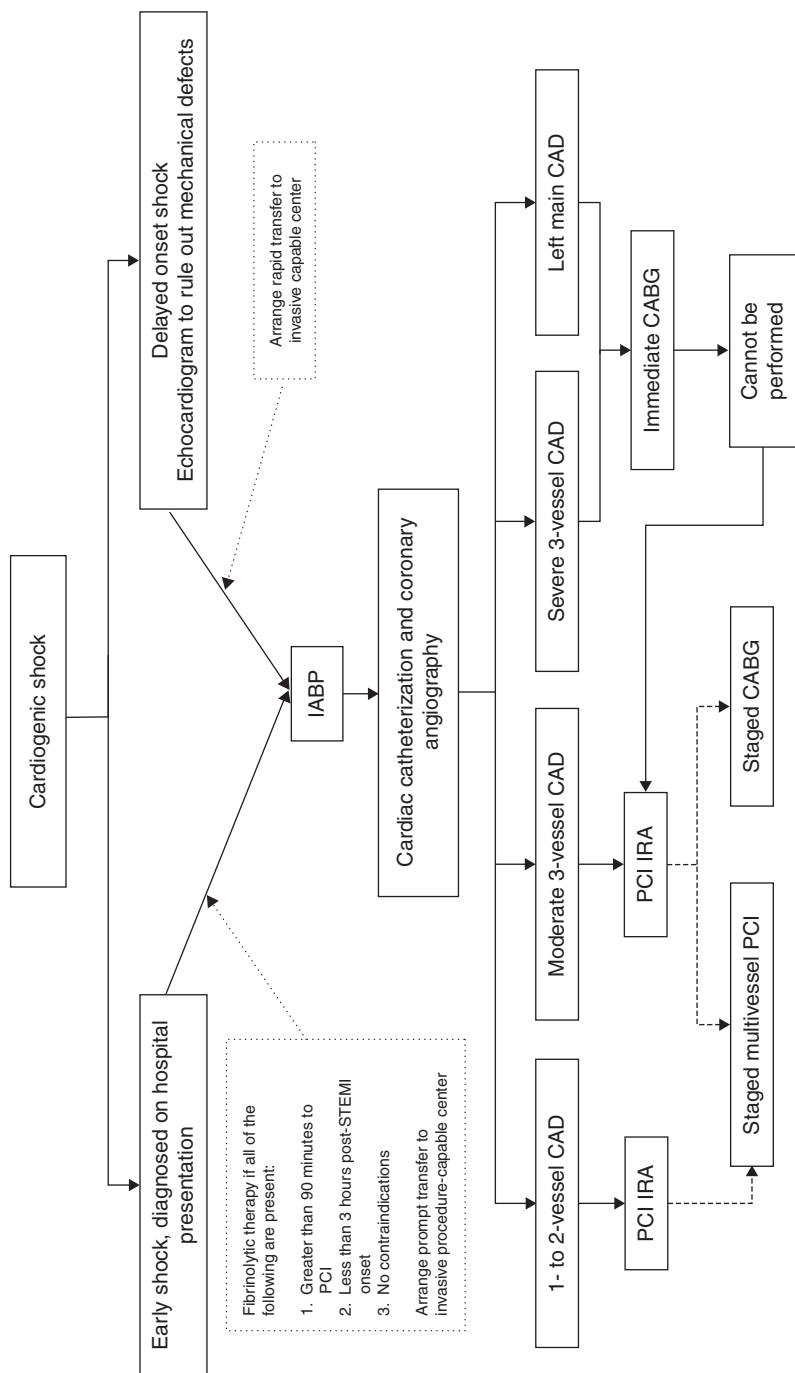 Cardiogenic shock
Early shock, diagnosed on hospital
presentation
Delayed onset shock
Echocardiogram to rule out mechanical defects
Fibrinolytic therapy if all of the
following are present:
1. Greater than 90 minutes to
PCI
2. Less than 3 hours post-STEMI
onset
3. No contraindications
Arrange prompt transfer to
invasive procedure-capable center
Arrange rapid transfer to
invasive capable center
IABP
Cardiac catheterization and coronary
angiography
1- to 2-vessel CAD
Moderate 3-vessel CAD
Severe 3-vessel CAD
Left main CAD
PCI IRA
PCI IRA
Immediate CABG
Staged multivessel PCI
Staged CABG
Cannot be
performed